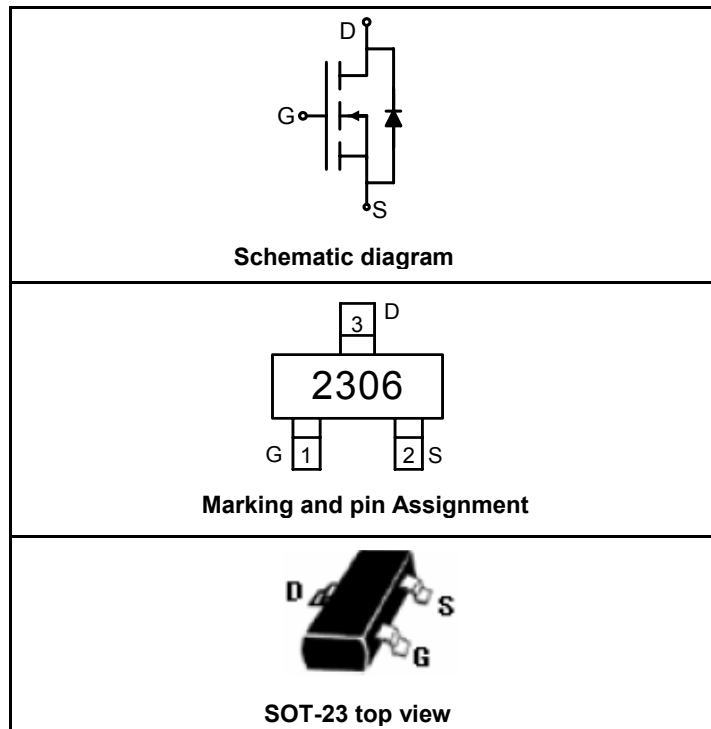 D
G
S
Schematic diagram
3 D
2306
G 1 2 S
Marking and pin Assignment
D
S
G
SOT-23 top view